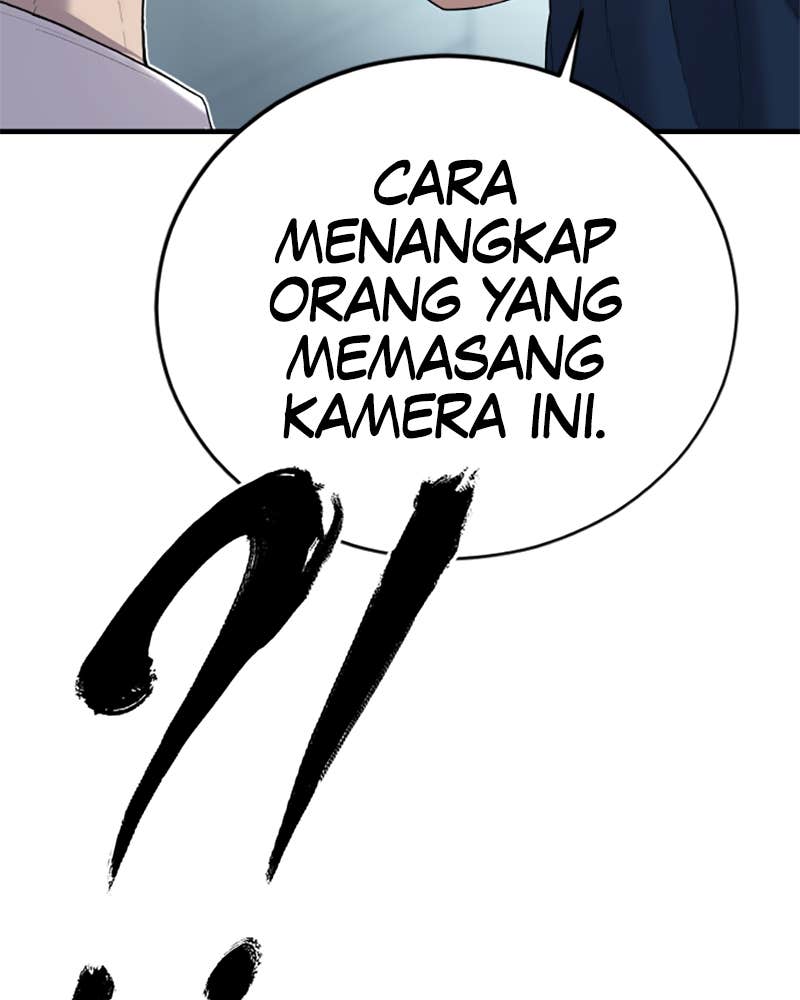 CARA
MENANGKAP
ORANG YANG
MEMASANG
KAMERA INI.
?!